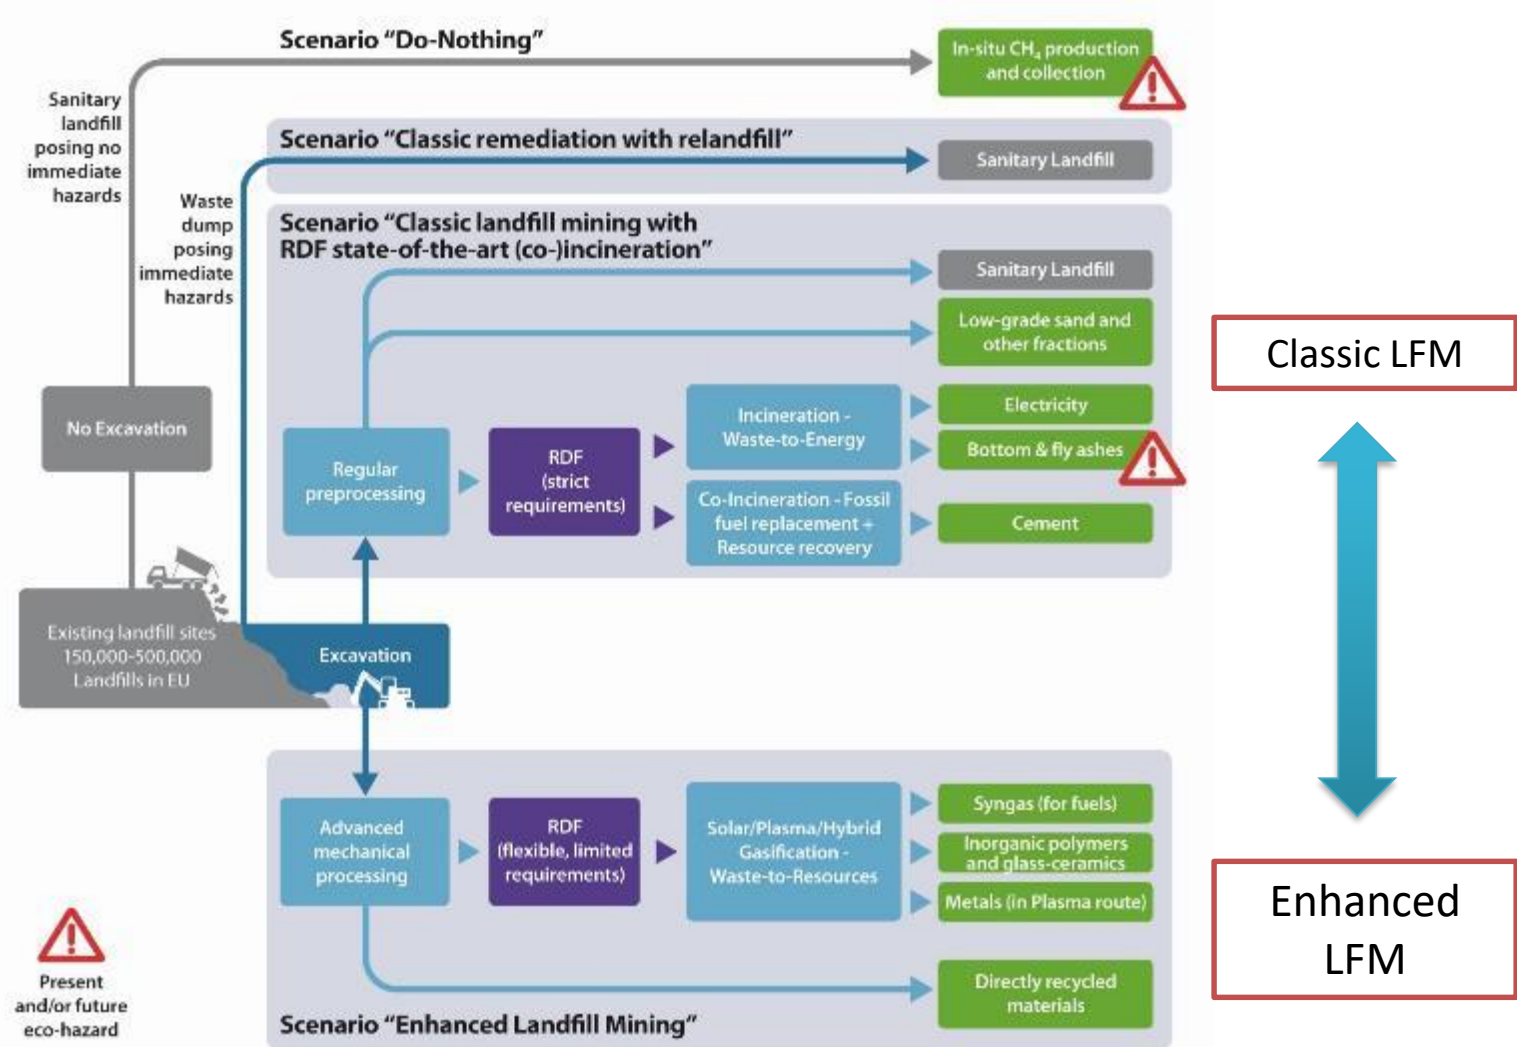 Scenario “Do-Nothing”
In-situ CH₄ production
and collection
Sanitary
landfill
posing no
immediate
hazards
Scenario “Classic remediation with relandfill”
Sanitary Landfill
Waste
dump
posing
immediate
hazards
Scenario “Classic landfill mining with
RDF state-of-the-art (co-)incineration”
Sanitary Landfill
Low-grade sand and
other fractions
No Excavation
Regular
preprocessing
RDF
(strict
requirements)
Incineration -
Waste-to-Energy
Electricity
Bottom & fly ashes
Co-Incineration - Fossil
fuel replacement +
Resource recovery
Cement
Existing landfill sites
150,000-500,000
Landfills in EU
Excavation
Advanced
mechanical
processing
RDF
(flexible, limited
requirements)
Solar/Plasma/Hybrid
Gasification -
Waste-to-Resources
Syngas (for fuels)
Inorganic polymers
and glass-ceramics
Metals (in Plasma route)
Directly recycled
materials
Scenario “Enhanced Landfill Mining”
Present
and/or future
eco-hazard
Classic LFM
Enhanced
LFM